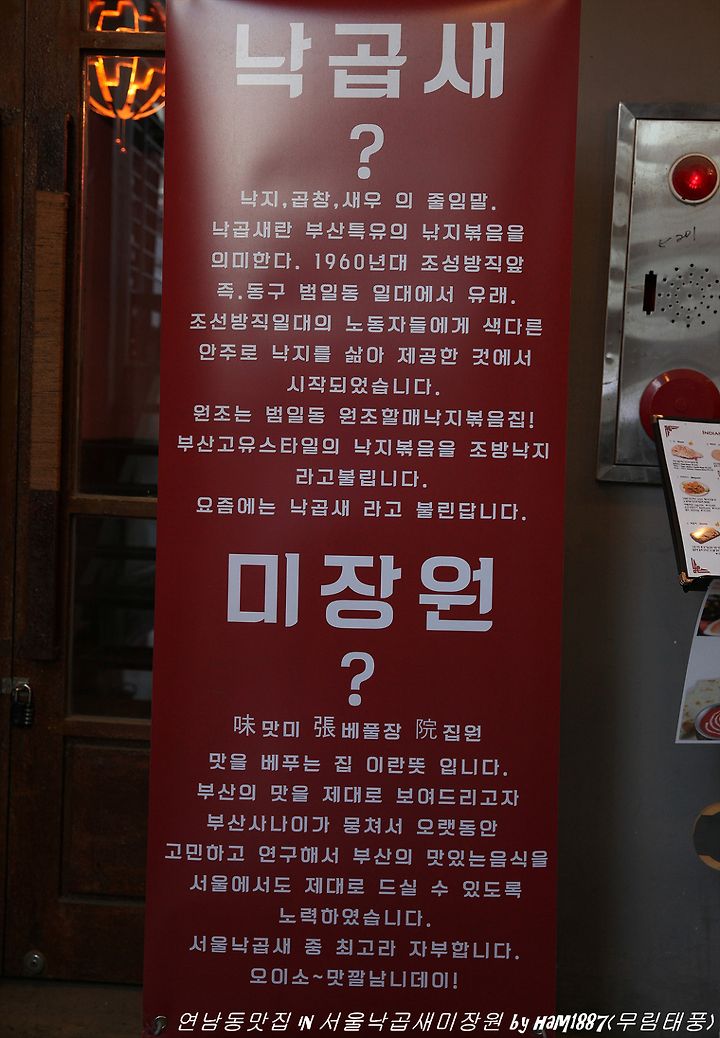 낙곱새
?
낙지,곱창,새우 의 줄임말.
낙곱새란 부산특유의 낚지볶음을
의미한다. 1960년대 조성방직앞
즉.동구 범일동 일대에서 유래.
조선방직일대의 노동자들에게 색다른
안주로 낙지를 삶아 제공한 것에서
시작되었습니다.
원조는 범일동 원조할매낙지볶음집!
부산고유스타일의 낙지볶음을 조방낙지
라고불립니다.
요즘에는 낙곱새 라고 불린답니다.
미장원
?
味맛미 張베풀장 院집원
맛을 베푸는 집 이란뜻 입니다.
부산의 맛을 제대로 보여드리고자
부산사나이가 뭉쳐서 오랫동안
고민하고 연구해서 부산의 맛있는음식을
서울에서도 제대로 드실 수 있도록
노력하였습니다.
서울낙곱새 중 최고라 자부합니다.
오이소~맛깔남니데이!
연남동맛집 IN 서울낙곱새미장원 by HAM1887(무림태풍)